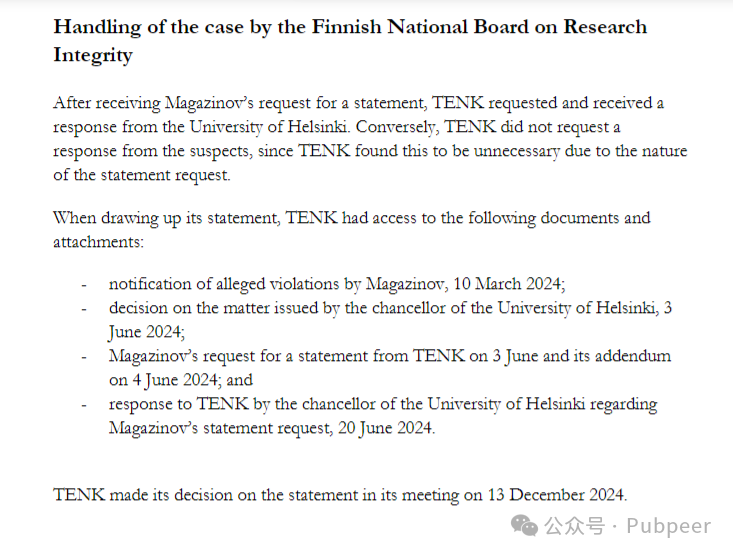 Handling of the case by the Finnish National Board on Research
Integrity
After receiving Magazinov's request for a statement, TENK requested and received a
response from the University of Helsinki. Conversely, TENK did not request a
response from the suspects, since TENK found this to be unnecessary due to the nature
of the statement request.
When drawing up its statement, TENK had access to the following documents and
attachments:
- notification of alleged violations by Magazinov, 10 March 2024;
- decision on the matter issued by the chancellor of the University of Helsinki, 3
June 2024;
- Magazinov's request for a statement from TENK on 3 June and its addendum
on 4 June 2024; and
- response to TENK by the chancellor of the University of Helsinki regarding
Magazinov's statement request, 20 June 2024.
TENK made its decision on the statement in its meeting on 13 December 2024.
公众号 · Pubpeer